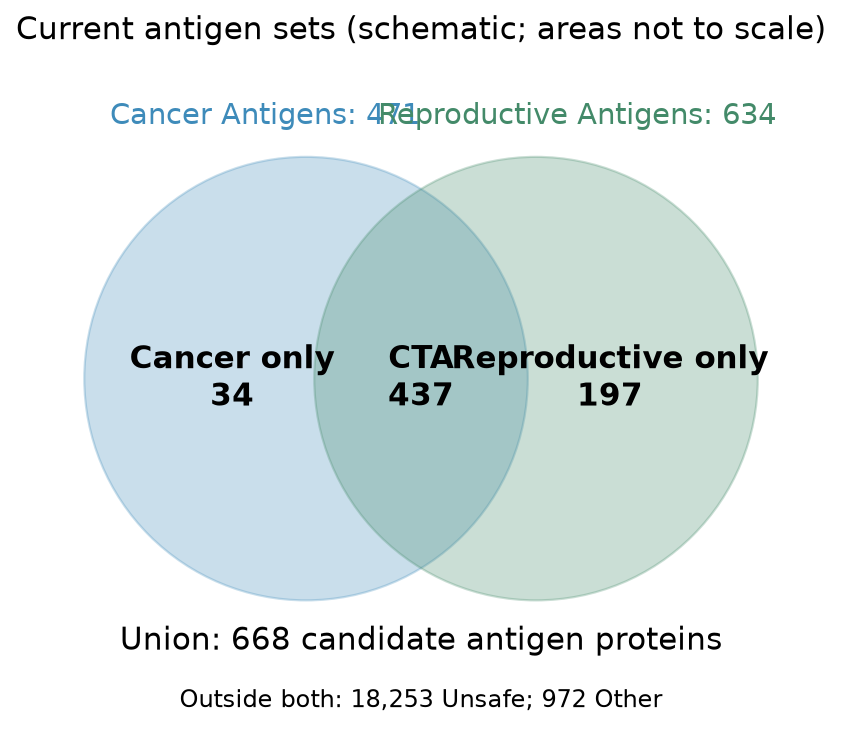 Current antigen sets (schematic; areas not to scale)
Cancer Antigens: 471
Reproductive Antigens: 634
Cancer only
34
CTA
437
Reproductive only
197
Union: 668 candidate antigen proteins
Outside both: 18,253 Unsafe; 972 Other